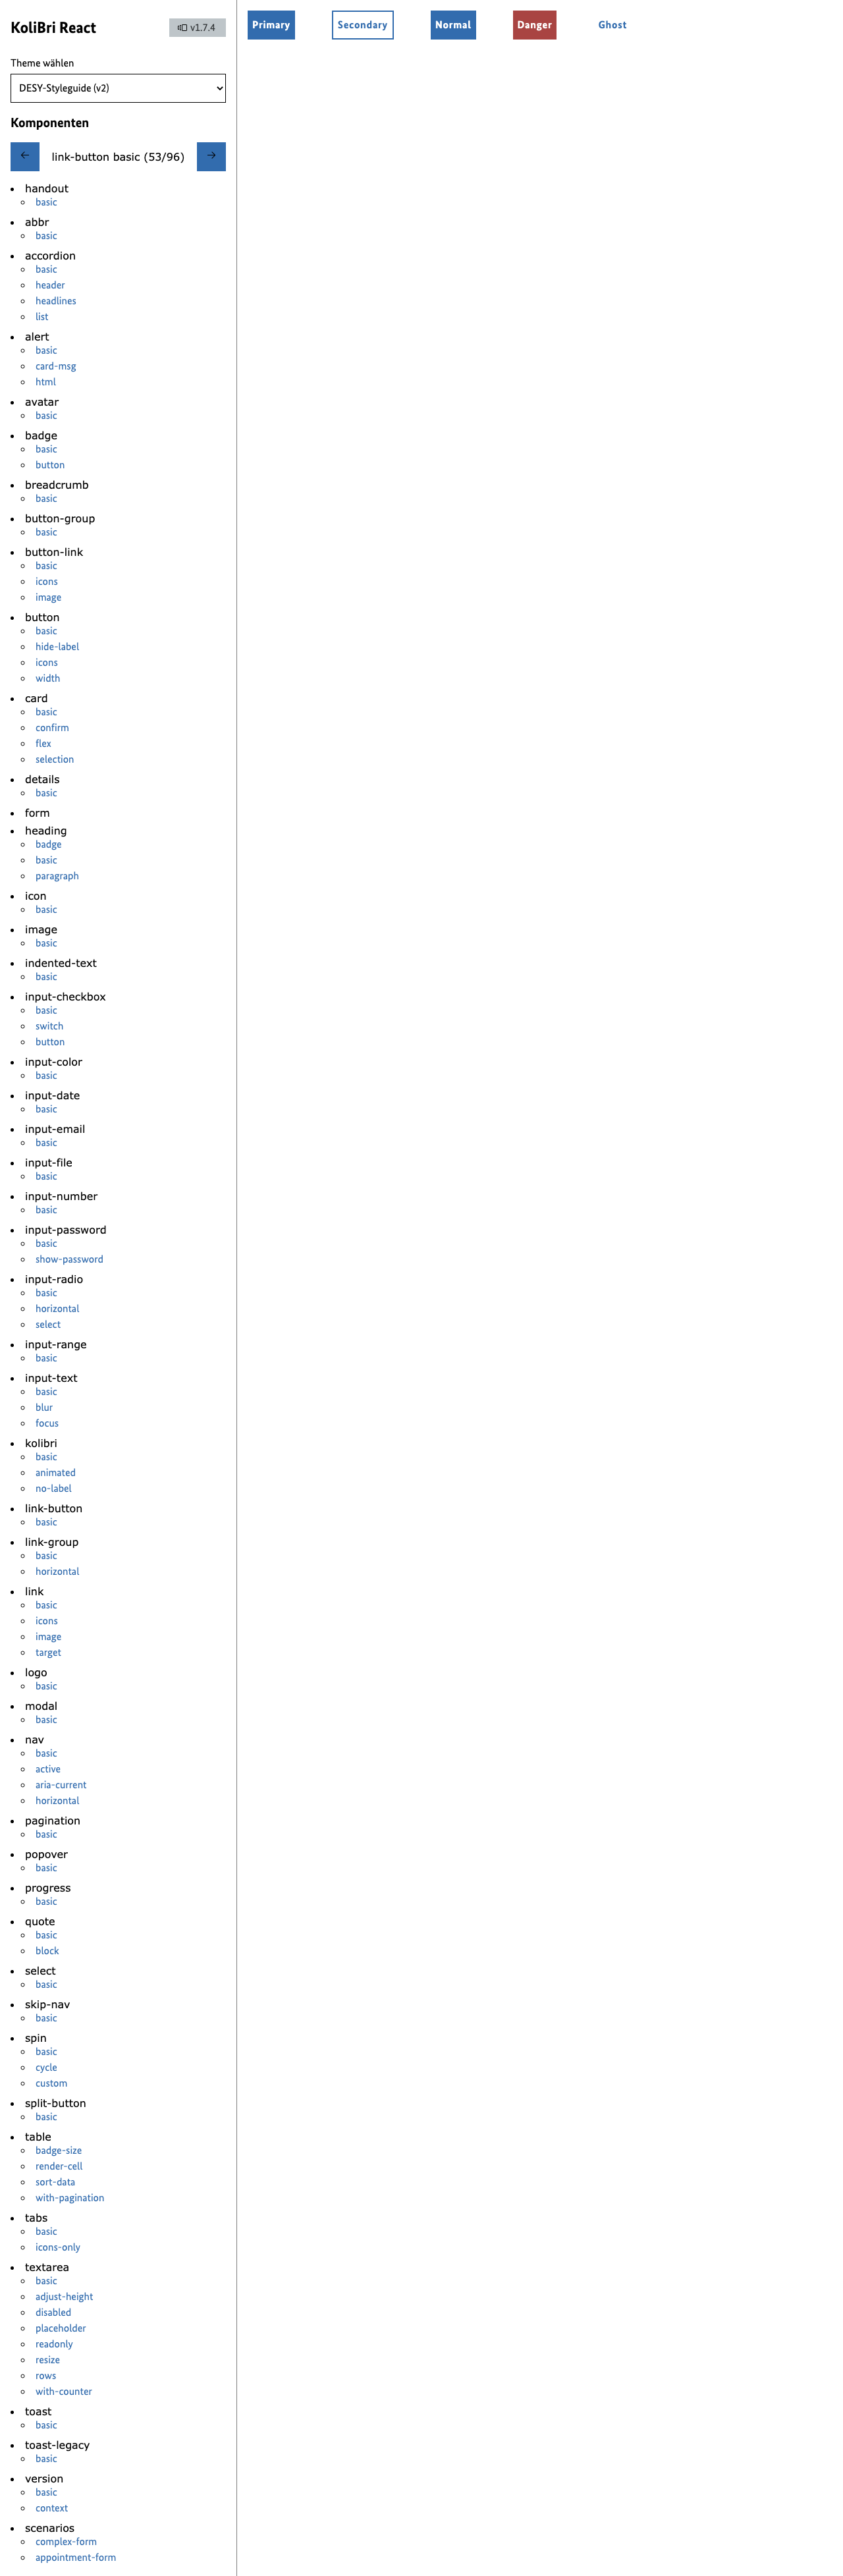 KoliBri React
v1.7.4
Theme wählen
DESY-Styleguide (v2)
Komponenten
link-button basic (53/96)
handout
basic
abbr
basic
accordion
basic
header
headlines
list
alert
basic
card-msg
html
avatar
basic
badge
basic
button
breadcrumb
basic
button-group
basic
button-link
basic
icons
image
button
basic
hide-label
icons
width
card
basic
confirm
flex
selection
details
basic
form
heading
badge
basic
paragraph
icon
basic
image
basic
indented-text
basic
input-checkbox
basic
switch
button
input-color
basic
input-date
basic
input-email
basic
input-file
basic
input-number
basic
input-password
basic
show-password
input-radio
basic
horizontal
select
input-range
basic
input-text
basic
blur
focus
kolibri
basic
animated
no-label
link-button
basic
link-group
basic
horizontal
link
basic
icons
image
target
logo
basic
modal
basic
nav
basic
active
aria-current
horizontal
pagination
basic
popover
basic
progress
basic
quote
basic
block
select
basic
skip-nav
basic
spin
basic
cycle
custom
split-button
basic
table
badge-size
render-cell
sort-data
with-pagination
tabs
basic
icons-only
textarea
basic
adjust-height
disabled
placeholder
readonly
resize
rows
with-counter
toast
basic
toast-legacy
basic
version
basic
context
scenarios
complex-form
appointment-form
Primary Secondary Normal Danger Ghost